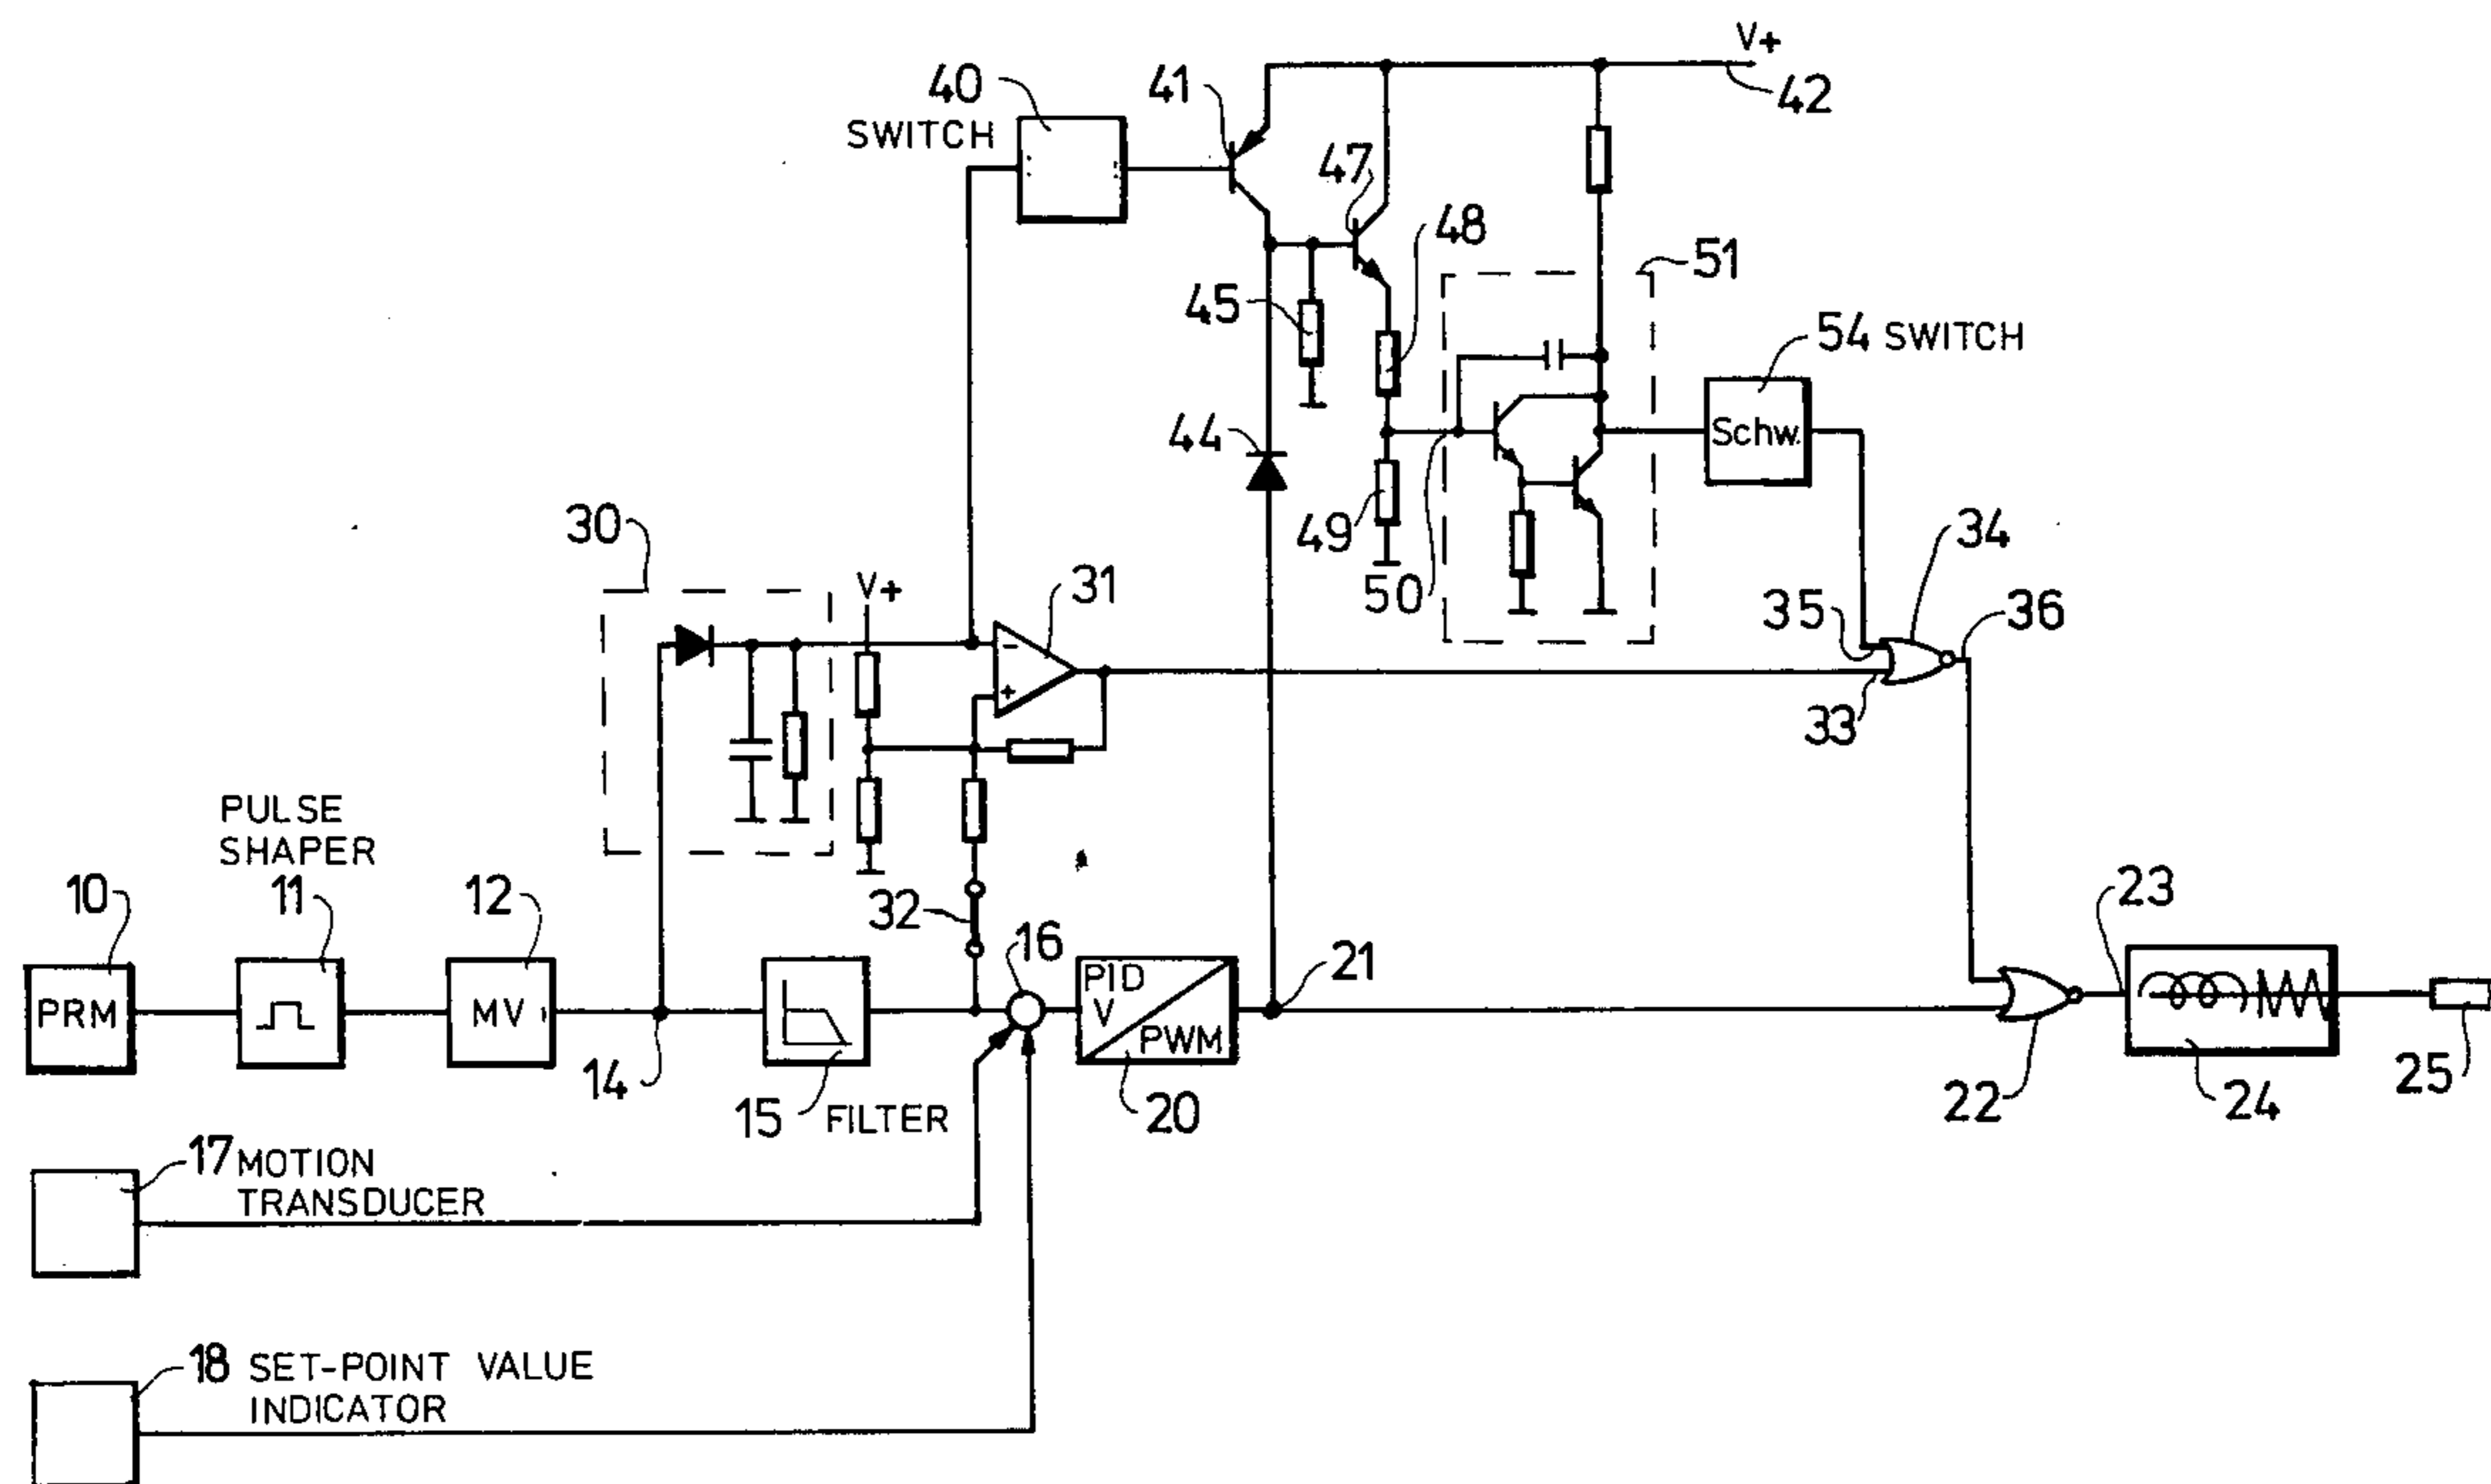 V+
42
40
SWITCH
41
47
48
45
51
54 SWITCH
Schw.
44
49
50
30
V+
31
-
+
34
35
36
33
PULSE
SHAPER
10
11
12
32
16
21
23
PRM
MV
PID
V
PWM
14
15 FILTER
20
22
24
25
17 MOTION
TRANSDUCER
18 SET-POINT VALUE
INDICATOR